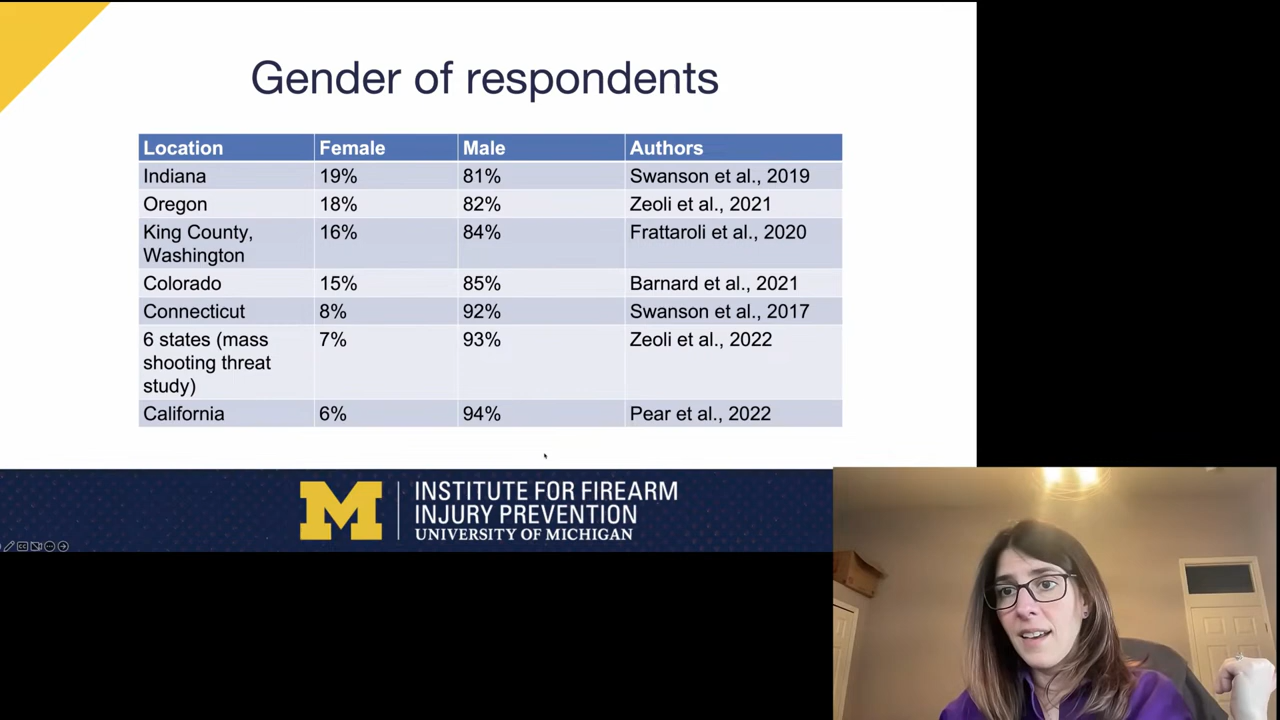 Gender of respondents
Location Female Male Authors
Indiana 19% 81% Swanson et al., 2019
Oregon 18% 82% Zeoli et al., 2021
King County, 16% 84% Frattaroli et al., 2020
Washington
Colorado 15% 85% Barnard et al., 2021
Connecticut 8% 92% Swanson et al., 2017
6 states (mass 7% 93% Zeoli et al., 2022
shooting threat
study)
California 6% 94% Pear et al., 2022
M
INSTITUTE FOR FIREARM
INJURY PREVENTION
UNIVERSITY OF MICHIGAN